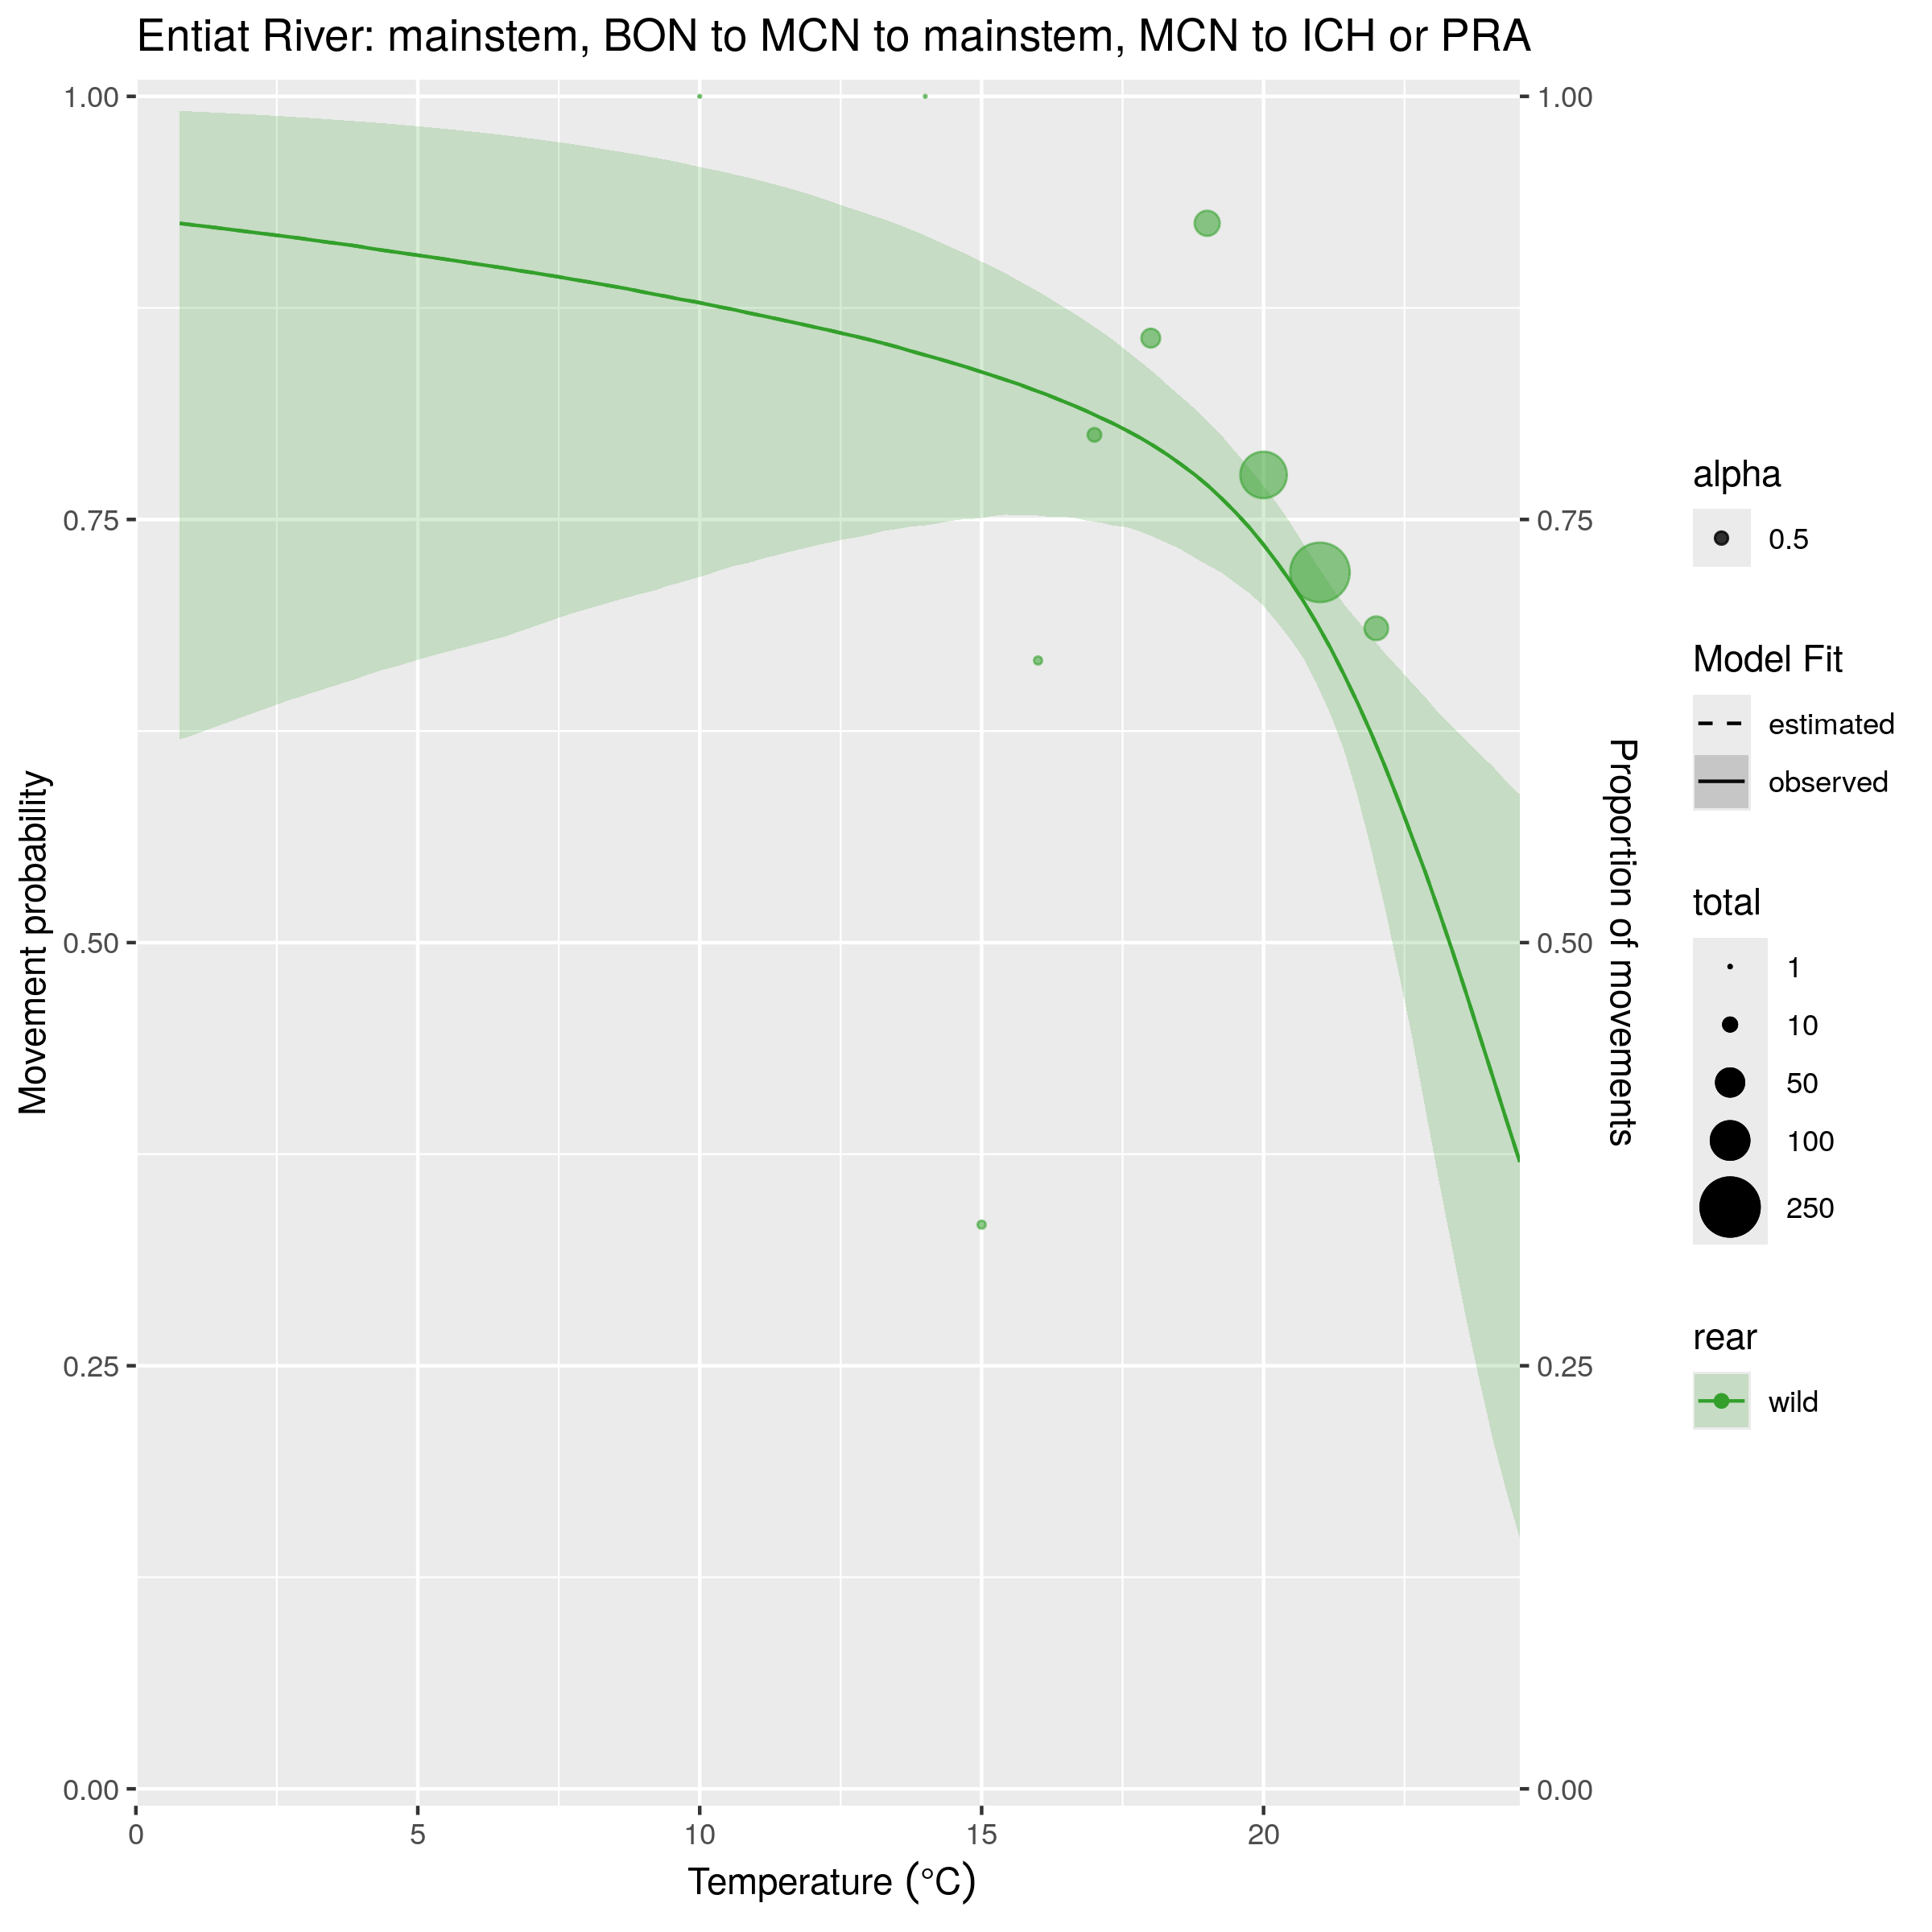 Entiat River: mainstem, BON to MCN to mainstem, MCN to ICH or PRA
1.00
0.75
0.50
0.25
0.00
Movement probability
0
5
10
15
20
Temperature (°C)
1.00
0.75
0.50
0.25
0.00
Proportion of movements
alpha
0.5
Model Fit
estimated
observed
total
1
10
50
100
250
rear
wild